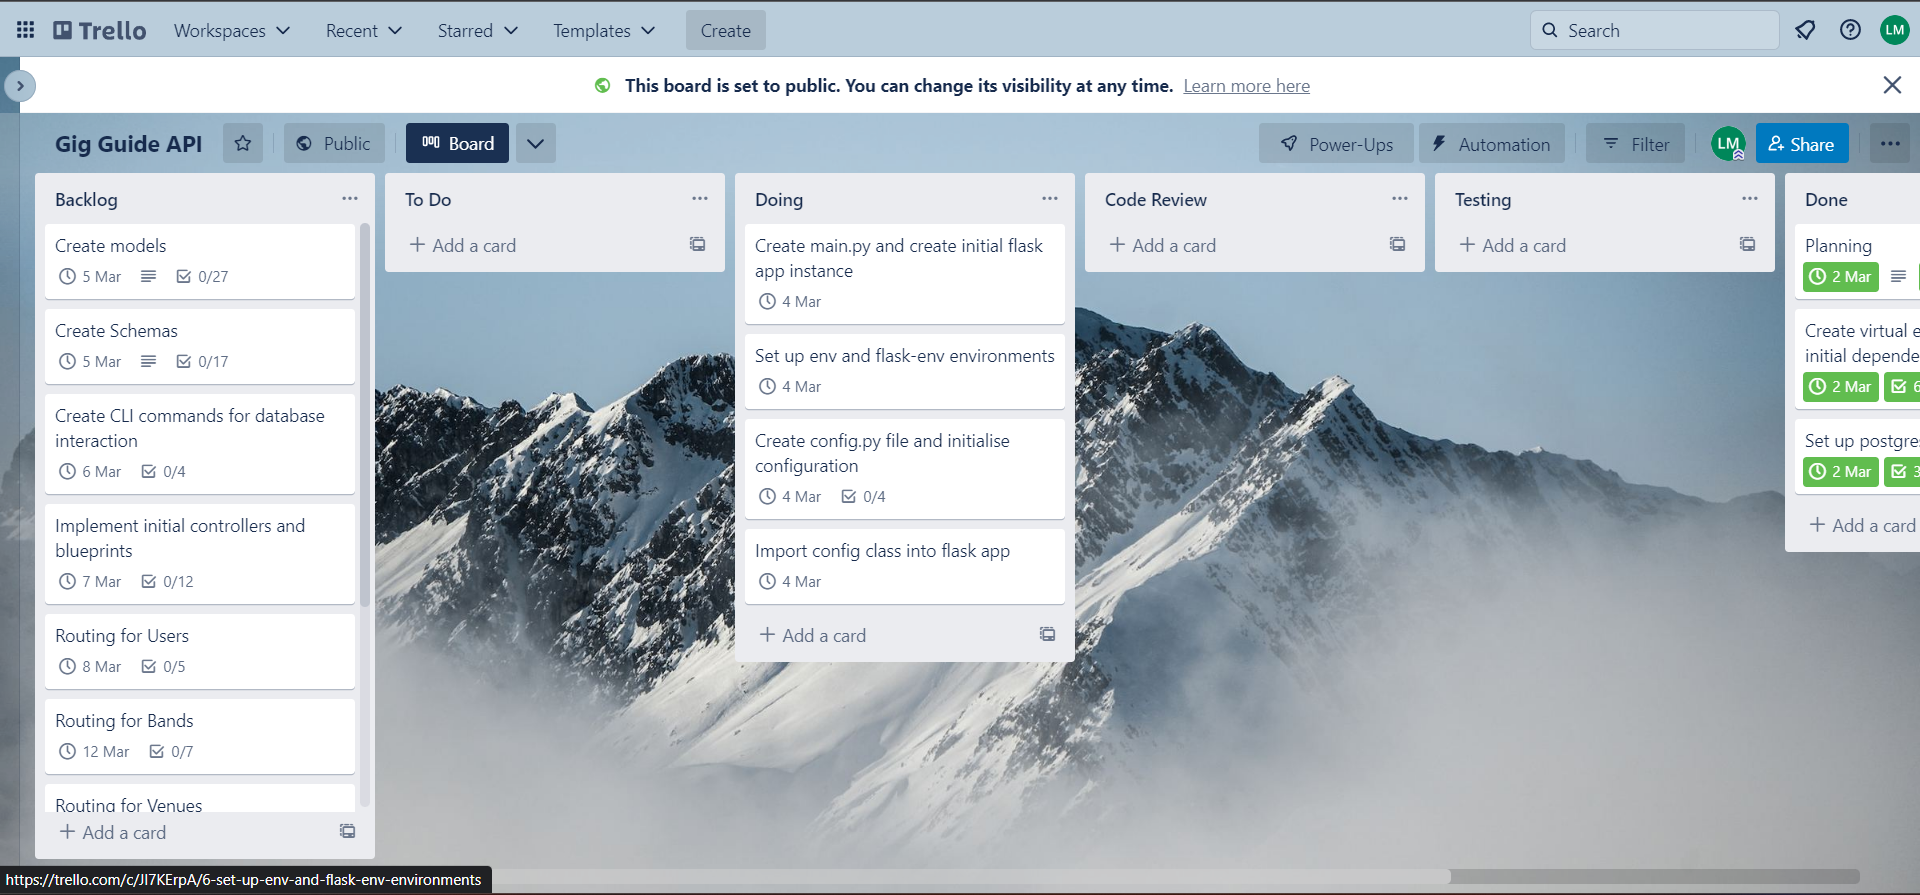 Trello
Workspaces
Recent
Starred
Templates
Create
Search
LM
This board is set to public. You can change its visibility at any time. Learn more here
Gig Guide API
Public
Board
Power-Ups
Automation
Filter
LM
Share
Backlog
Create models
5 Mar
0/27
Create Schemas
5 Mar
0/17
Create CLI commands for database
interaction
6 Mar
0/4
Implement initial controllers and
blueprints
7 Mar
0/12
Routing for Users
8 Mar
0/5
Routing for Bands
12 Mar
0/7
Routing for Venues
+ Add a card
To Do
+ Add a card
Doing
Create main.py and create initial flask
app instance
4 Mar
Set up env and flask-env environments
4 Mar
Create config.py file and initialise
configuration
4 Mar
0/4
Import config class into flask app
4 Mar
+ Add a card
Code Review
+ Add a card
Testing
+ Add a card
Done
Planning
2 Mar
Create virtual e
initial depende
2 Mar
6
Set up postgre
2 Mar
3
+ Add a card
https://trello.com/c/JI7KErpA/6-set-up-env-and-flask-env-environments